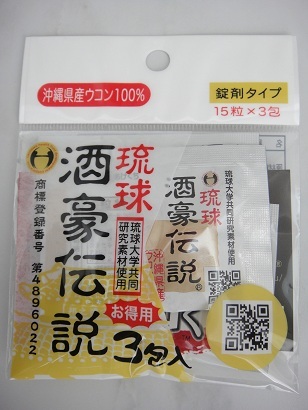 沖縄県産ウコン100%
錠剤タイプ
15粒×3包
琉球
酒豪伝説
琉球大学共同
研究素材使用
商標登録番号 第4896022
お得用
3包入
琉球大学共同
研究素材使用
琉球
酒豪伝説®
沖縄県産